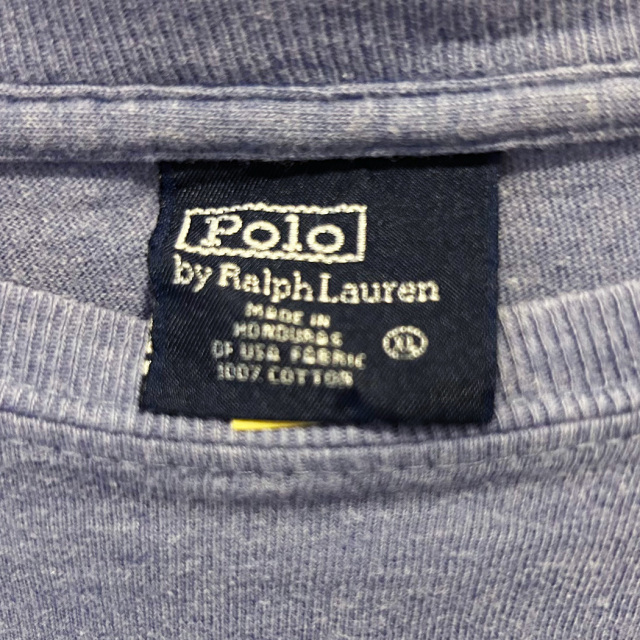 Polo
by Ralph Lauren
MADE IN
HONDURAS
OF USA FABRIC
100% COTTON
XL